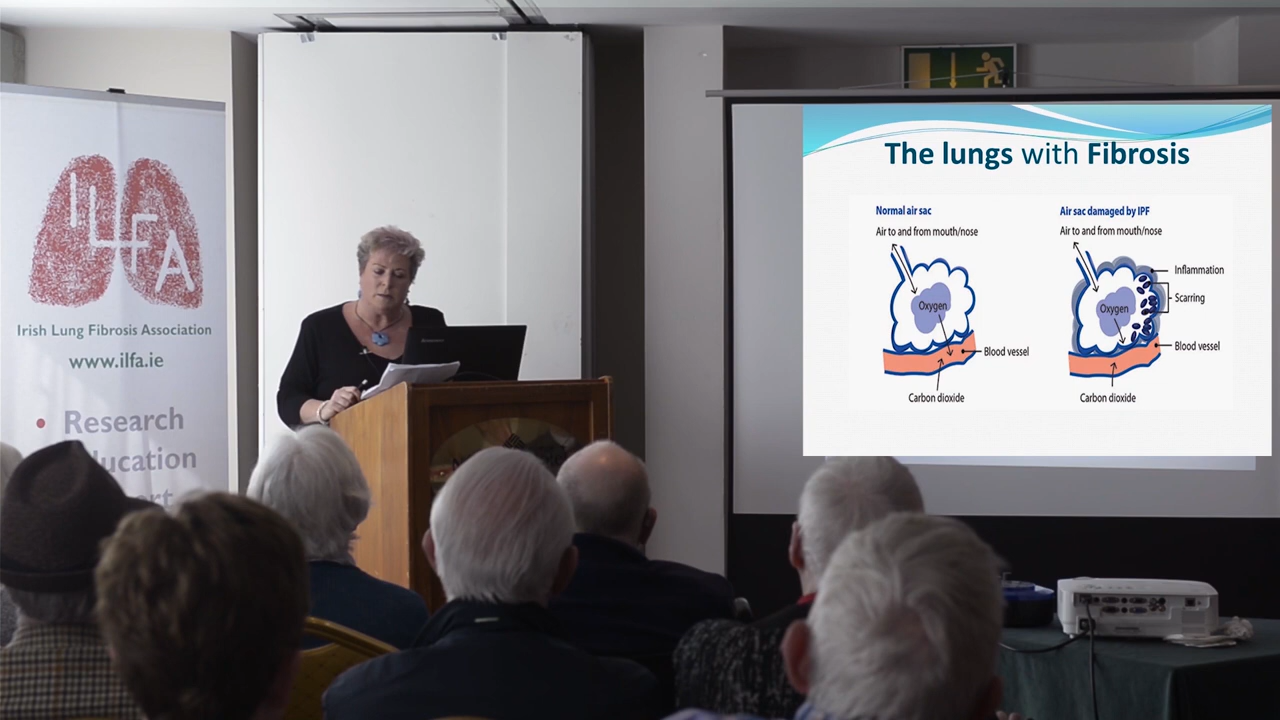 ILFA
Irish Lung Fibrosis Association
www.ilfa.ie
• Research
ucation
The lungs with Fibrosis
Normal air sac
Air to and from mouth/nose
Oxygen
Blood vessel
Carbon dioxide
Air sac damaged by IPF
Air to and from mouth/nose
Oxygen
Inflammation
Scarring
Blood vessel
Carbon dioxide